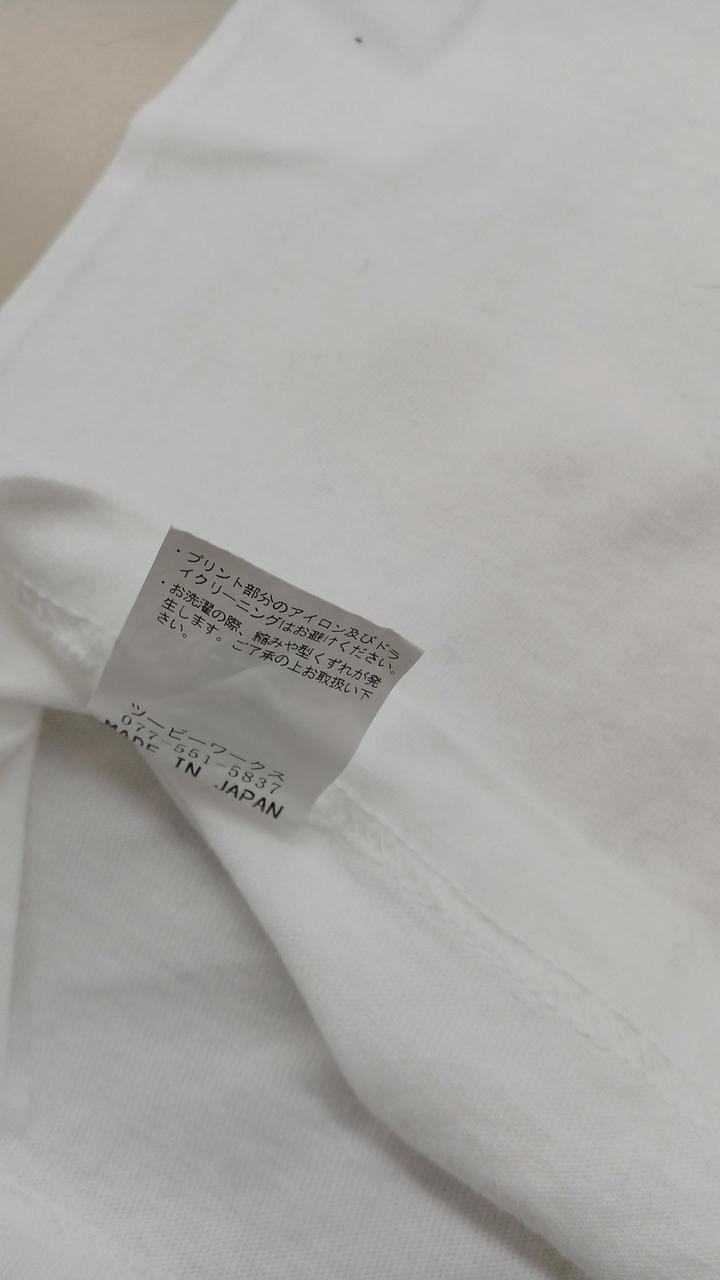 ・プリント部分のアイロン及びドラ
イクリーニングはお避けください。
・お洗濯の際、縮みや型くずれが発
生します。ご了承の上お取扱い下
さい。
ツービーワークス
077-551-5837
MADE IN JAPAN